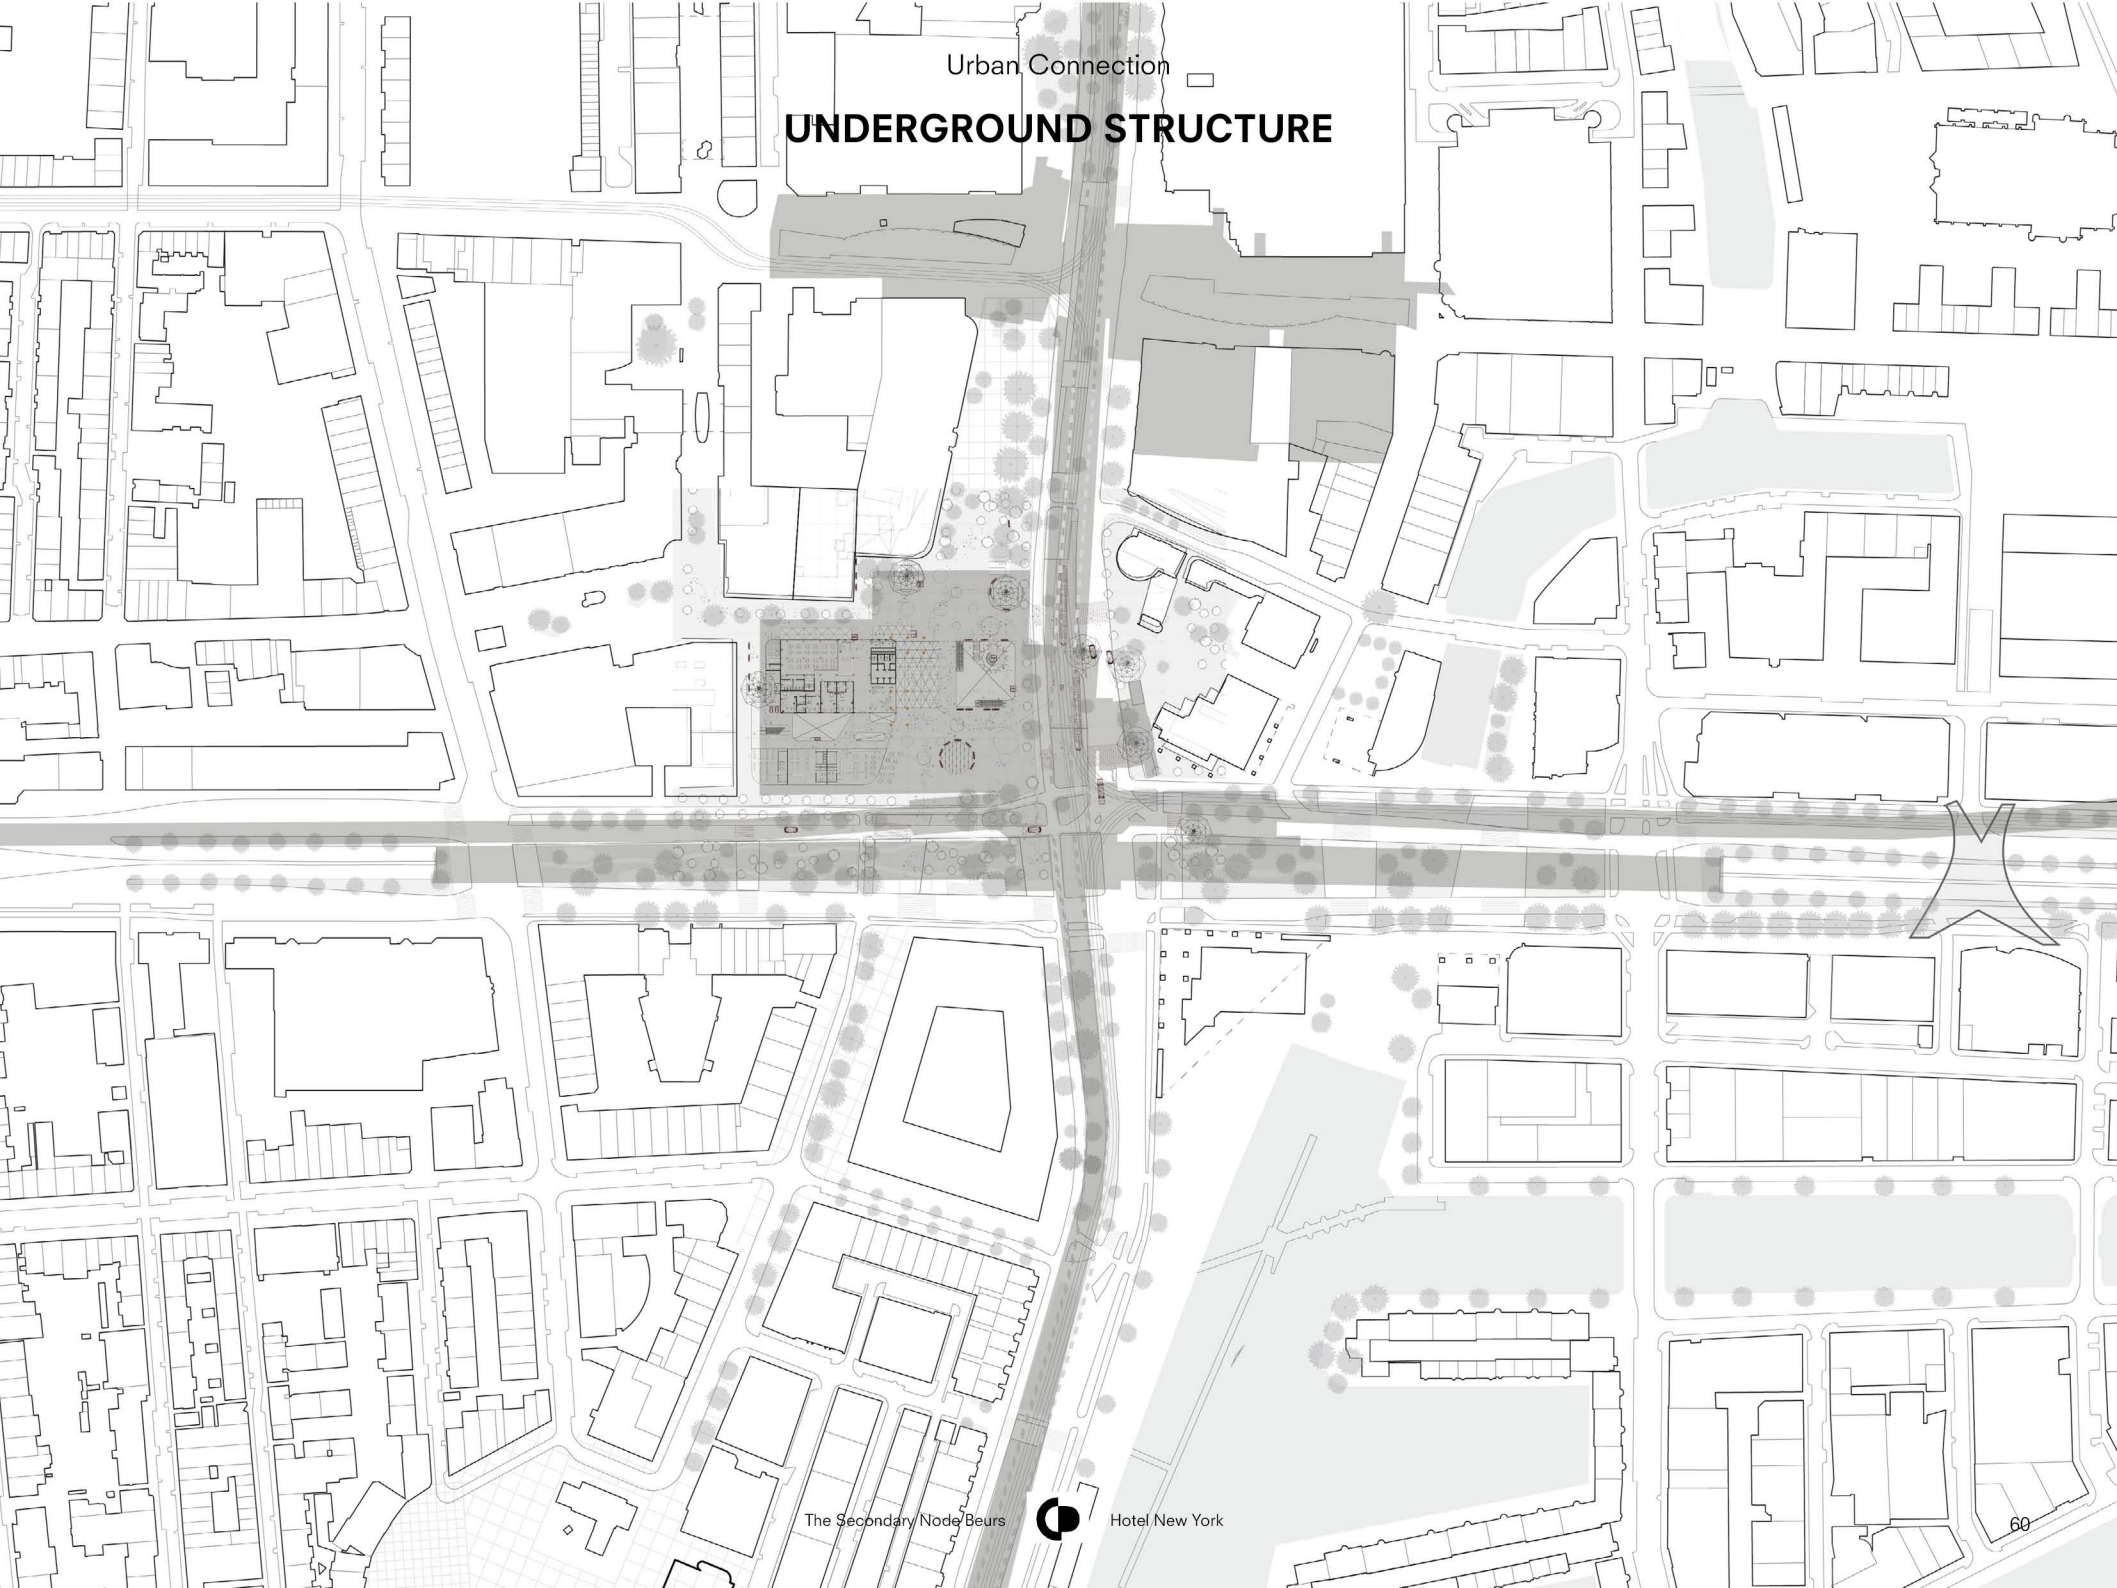 Urban Connection
UNDERGROUND STRUCTURE
The Secondary Node Beurs
Hotel New York
60